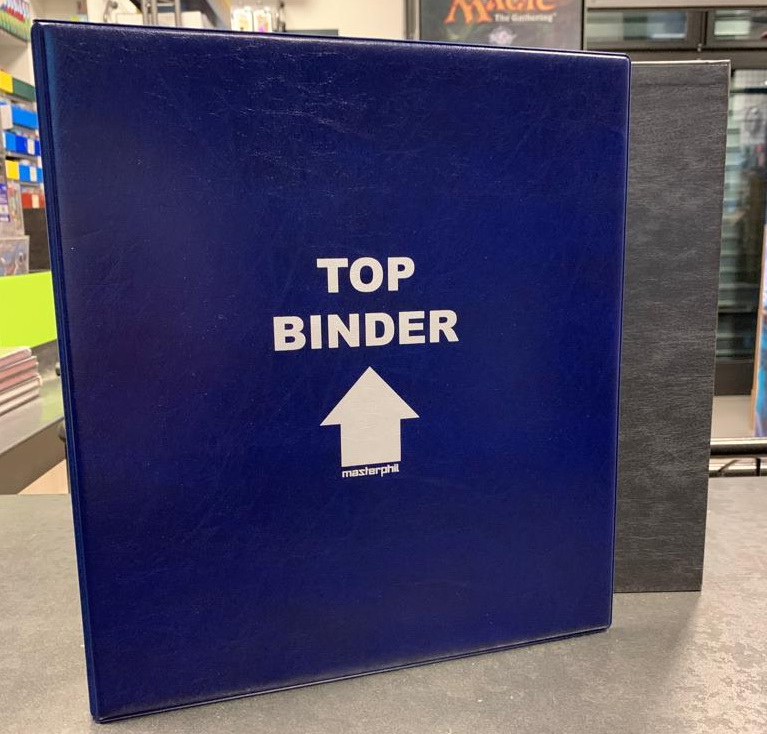 MAGIC
The Gathering
TOP
BINDER
masterphil